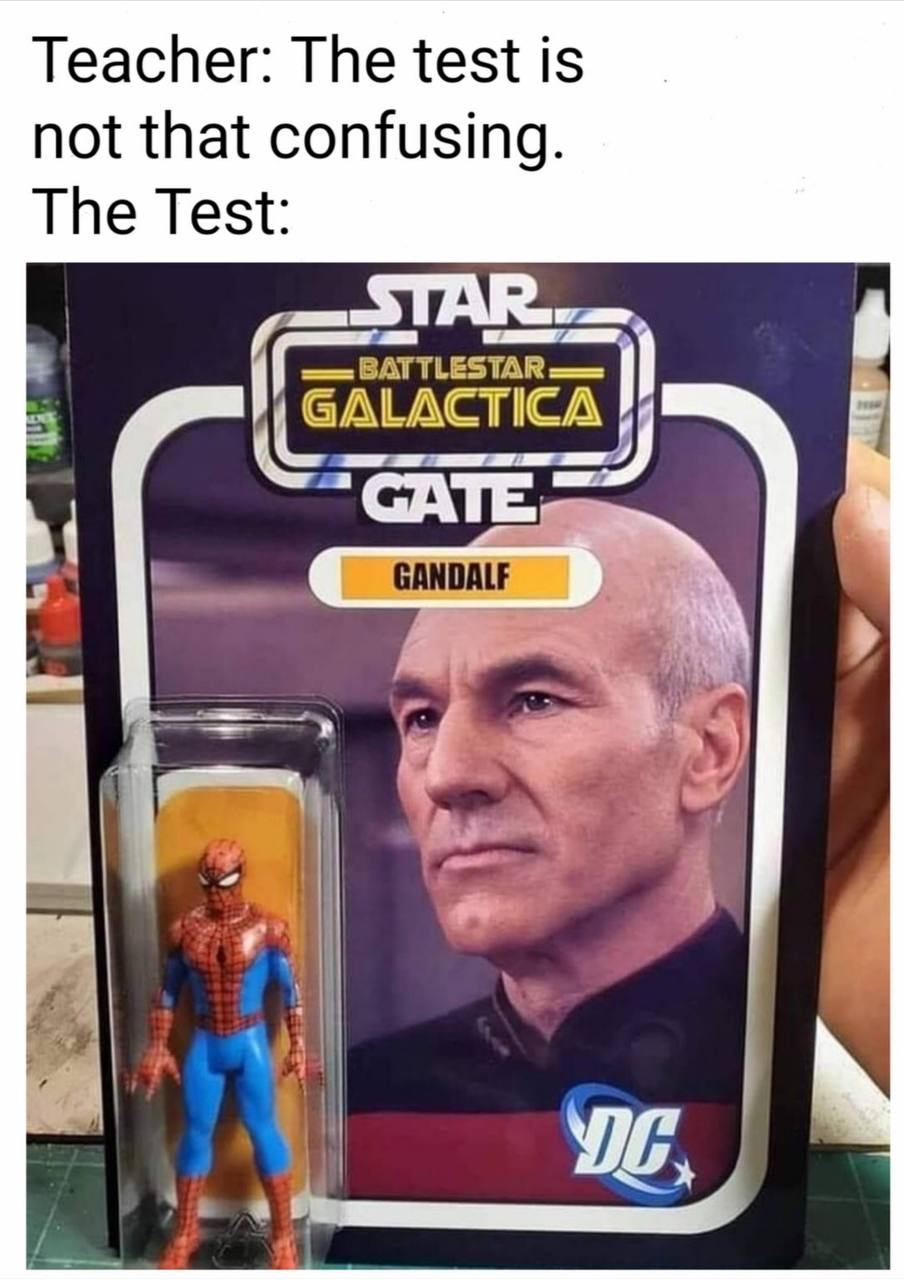 Teacher: The test is
not that confusing.
The Test:
STAR
BATTLESTAR
GALACTICA
GATE
GANDALF
DC